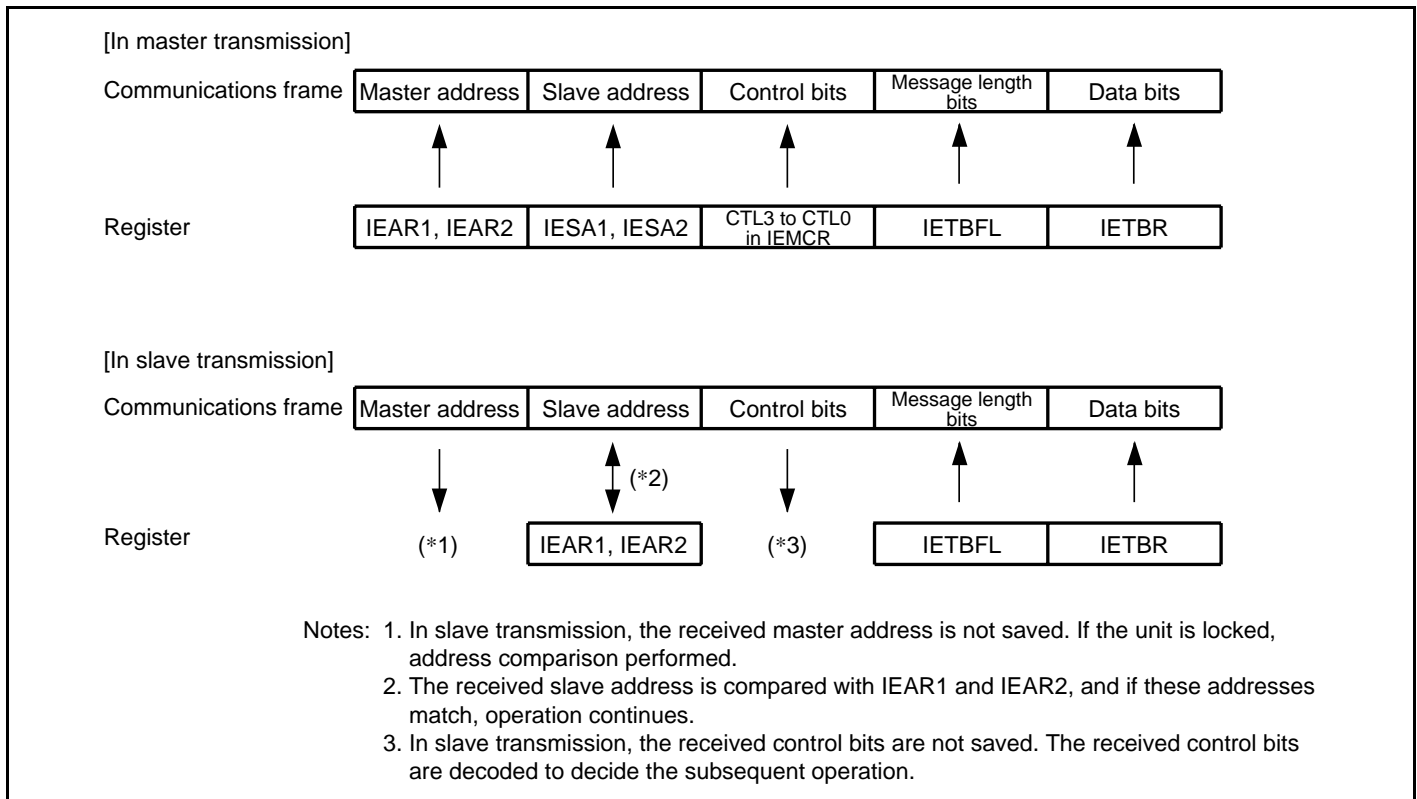 [In master transmission]
Communications frame Master address Slave address Control bits Message length bits Data bits
Register IEAR1, IEAR2 IESA1, IESA2 CTL3 to CTL0 in IEMCR IETBFL IETBR
[In slave transmission]
Communications frame Master address Slave address Control bits Message length bits Data bits
(*2)
Register (*1) IEAR1, IEAR2 (*3) IETBFL IETBR
Notes: 1. In slave transmission, the received master address is not saved. If the unit is locked,
address comparison performed.
2. The received slave address is compared with IEAR1 and IEAR2, and if these addresses
match, operation continues.
3. In slave transmission, the received control bits are not saved. The received control bits
are decoded to decide the subsequent operation.